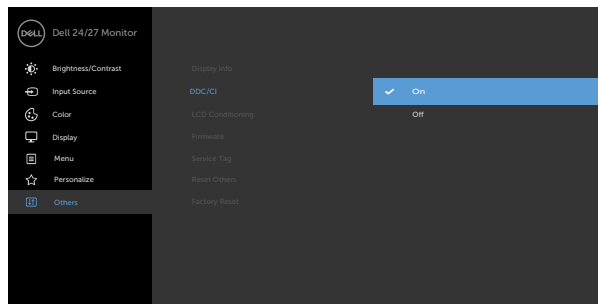 DELL
Dell 24/27 Monitor
Brightness/Contrast
Input Source
Color
Display
Menu
Personalize
Others
Display Info
DDC/CI
LCD Conditioning
Firmware
Service Tag
Reset Others
Factory Reset
On
Off